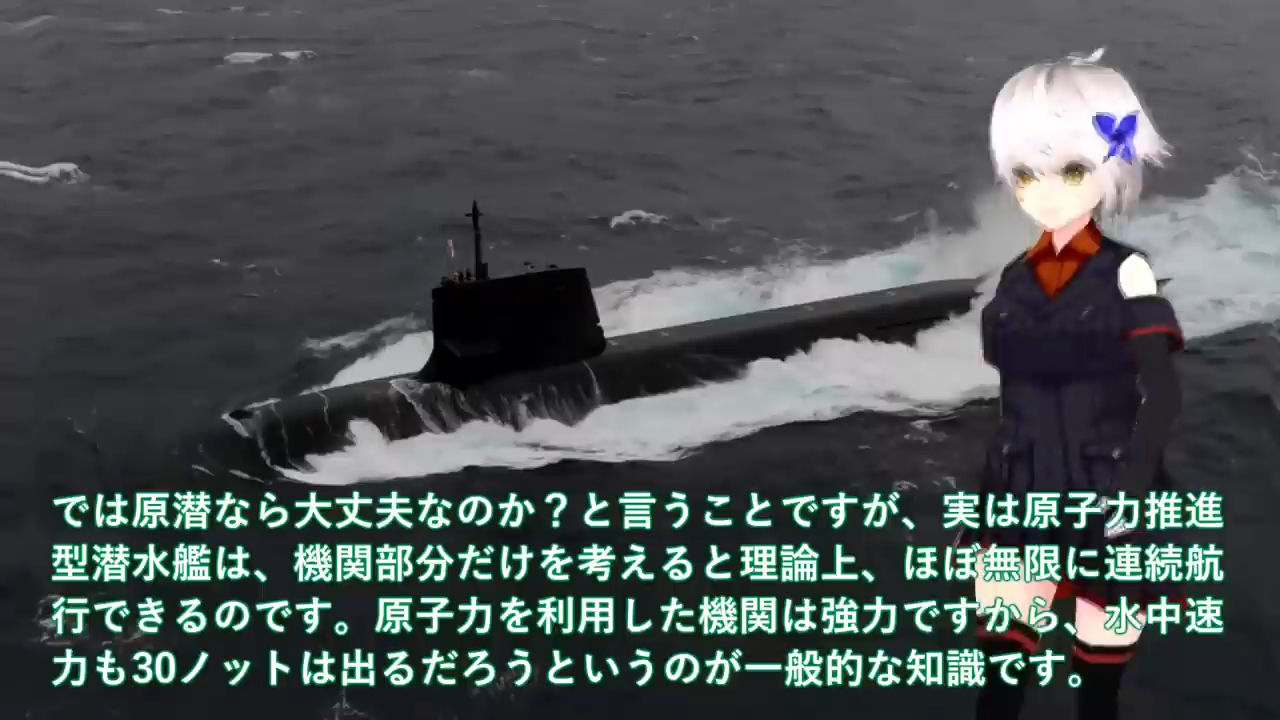 では原潜なら大丈夫なのか？と言うことですが、実は原子力推進
型潜水艦は、機関部分だけを考えると理論上、ほぼ無限に連続航
行できるのです。原子力を利用した機関は強力ですから、水中速
力も30ノットは出るだろうというのが一般的な知識です。